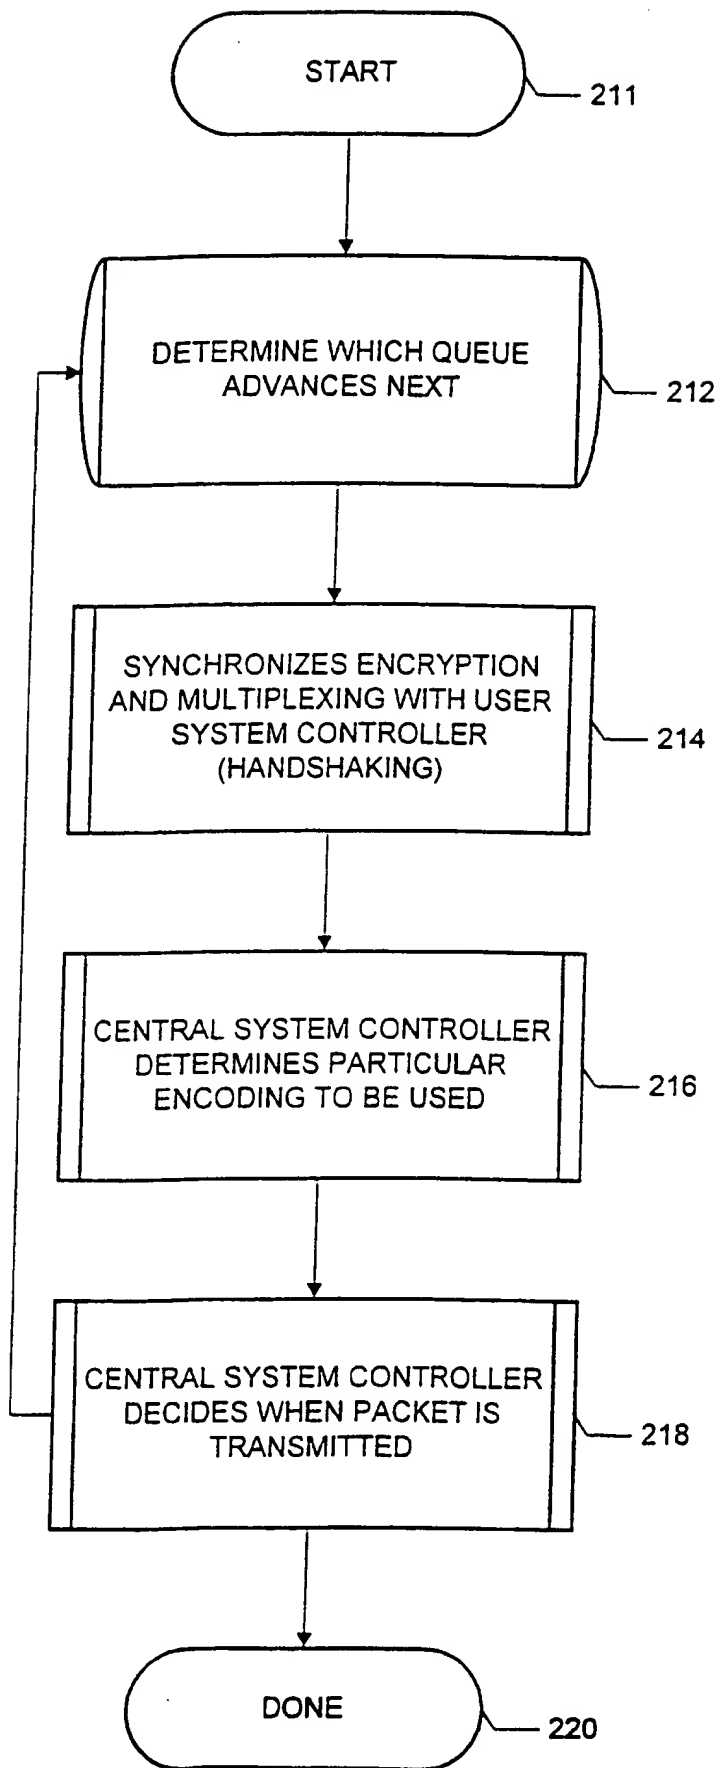 START
211
DETERMINE WHICH QUEUE
ADVANCES NEXT
212
SYNCHRONIZES ENCRYPTION
AND MULTIPLEXING WITH USER
SYSTEM CONTROLLER
(HANDSHAKING)
214
CENTRAL SYSTEM CONTROLLER
DETERMINES PARTICULAR
ENCODING TO BE USED
216
CENTRAL SYSTEM CONTROLLER
DECIDES WHEN PACKET IS
TRANSMITTED
218
DONE
220